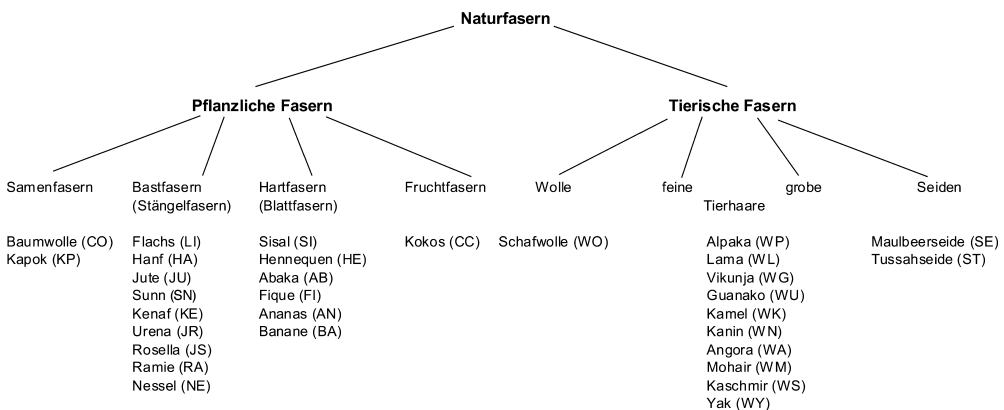 Naturfasern
Pflanzliche Fasern
Tierische Fasern
Samenfasern
Baumwolle (CO)
Kapok (KP)
Bastfasern
(Stängelfasern)
Flachs (LI)
Hanf (HA)
Jute (JU)
Sunn (SN)
Kenaf (KE)
Urena (JR)
Rosella (JS)
Ramie (RA)
Nessel (NE)
Hartfasern
(Blattfasern)
Sisal (SI)
Hennequen (HE)
Abaka (AB)
Fique (FI)
Ananas (AN)
Banane (BA)
Fruchtfasern
Kokos (CC)
Wolle
Schafwolle (WO)
feine
grobe
Tierhaare
Alpaka (WP)
Lama (WL)
Vikunja (WG)
Guanako (WU)
Kamel (WK)
Kanin (WN)
Angora (WA)
Mohair (WM)
Kaschmir (WS)
Yak (WY)
Seiden
Maulbeerseide (SE)
Tussahseide (ST)